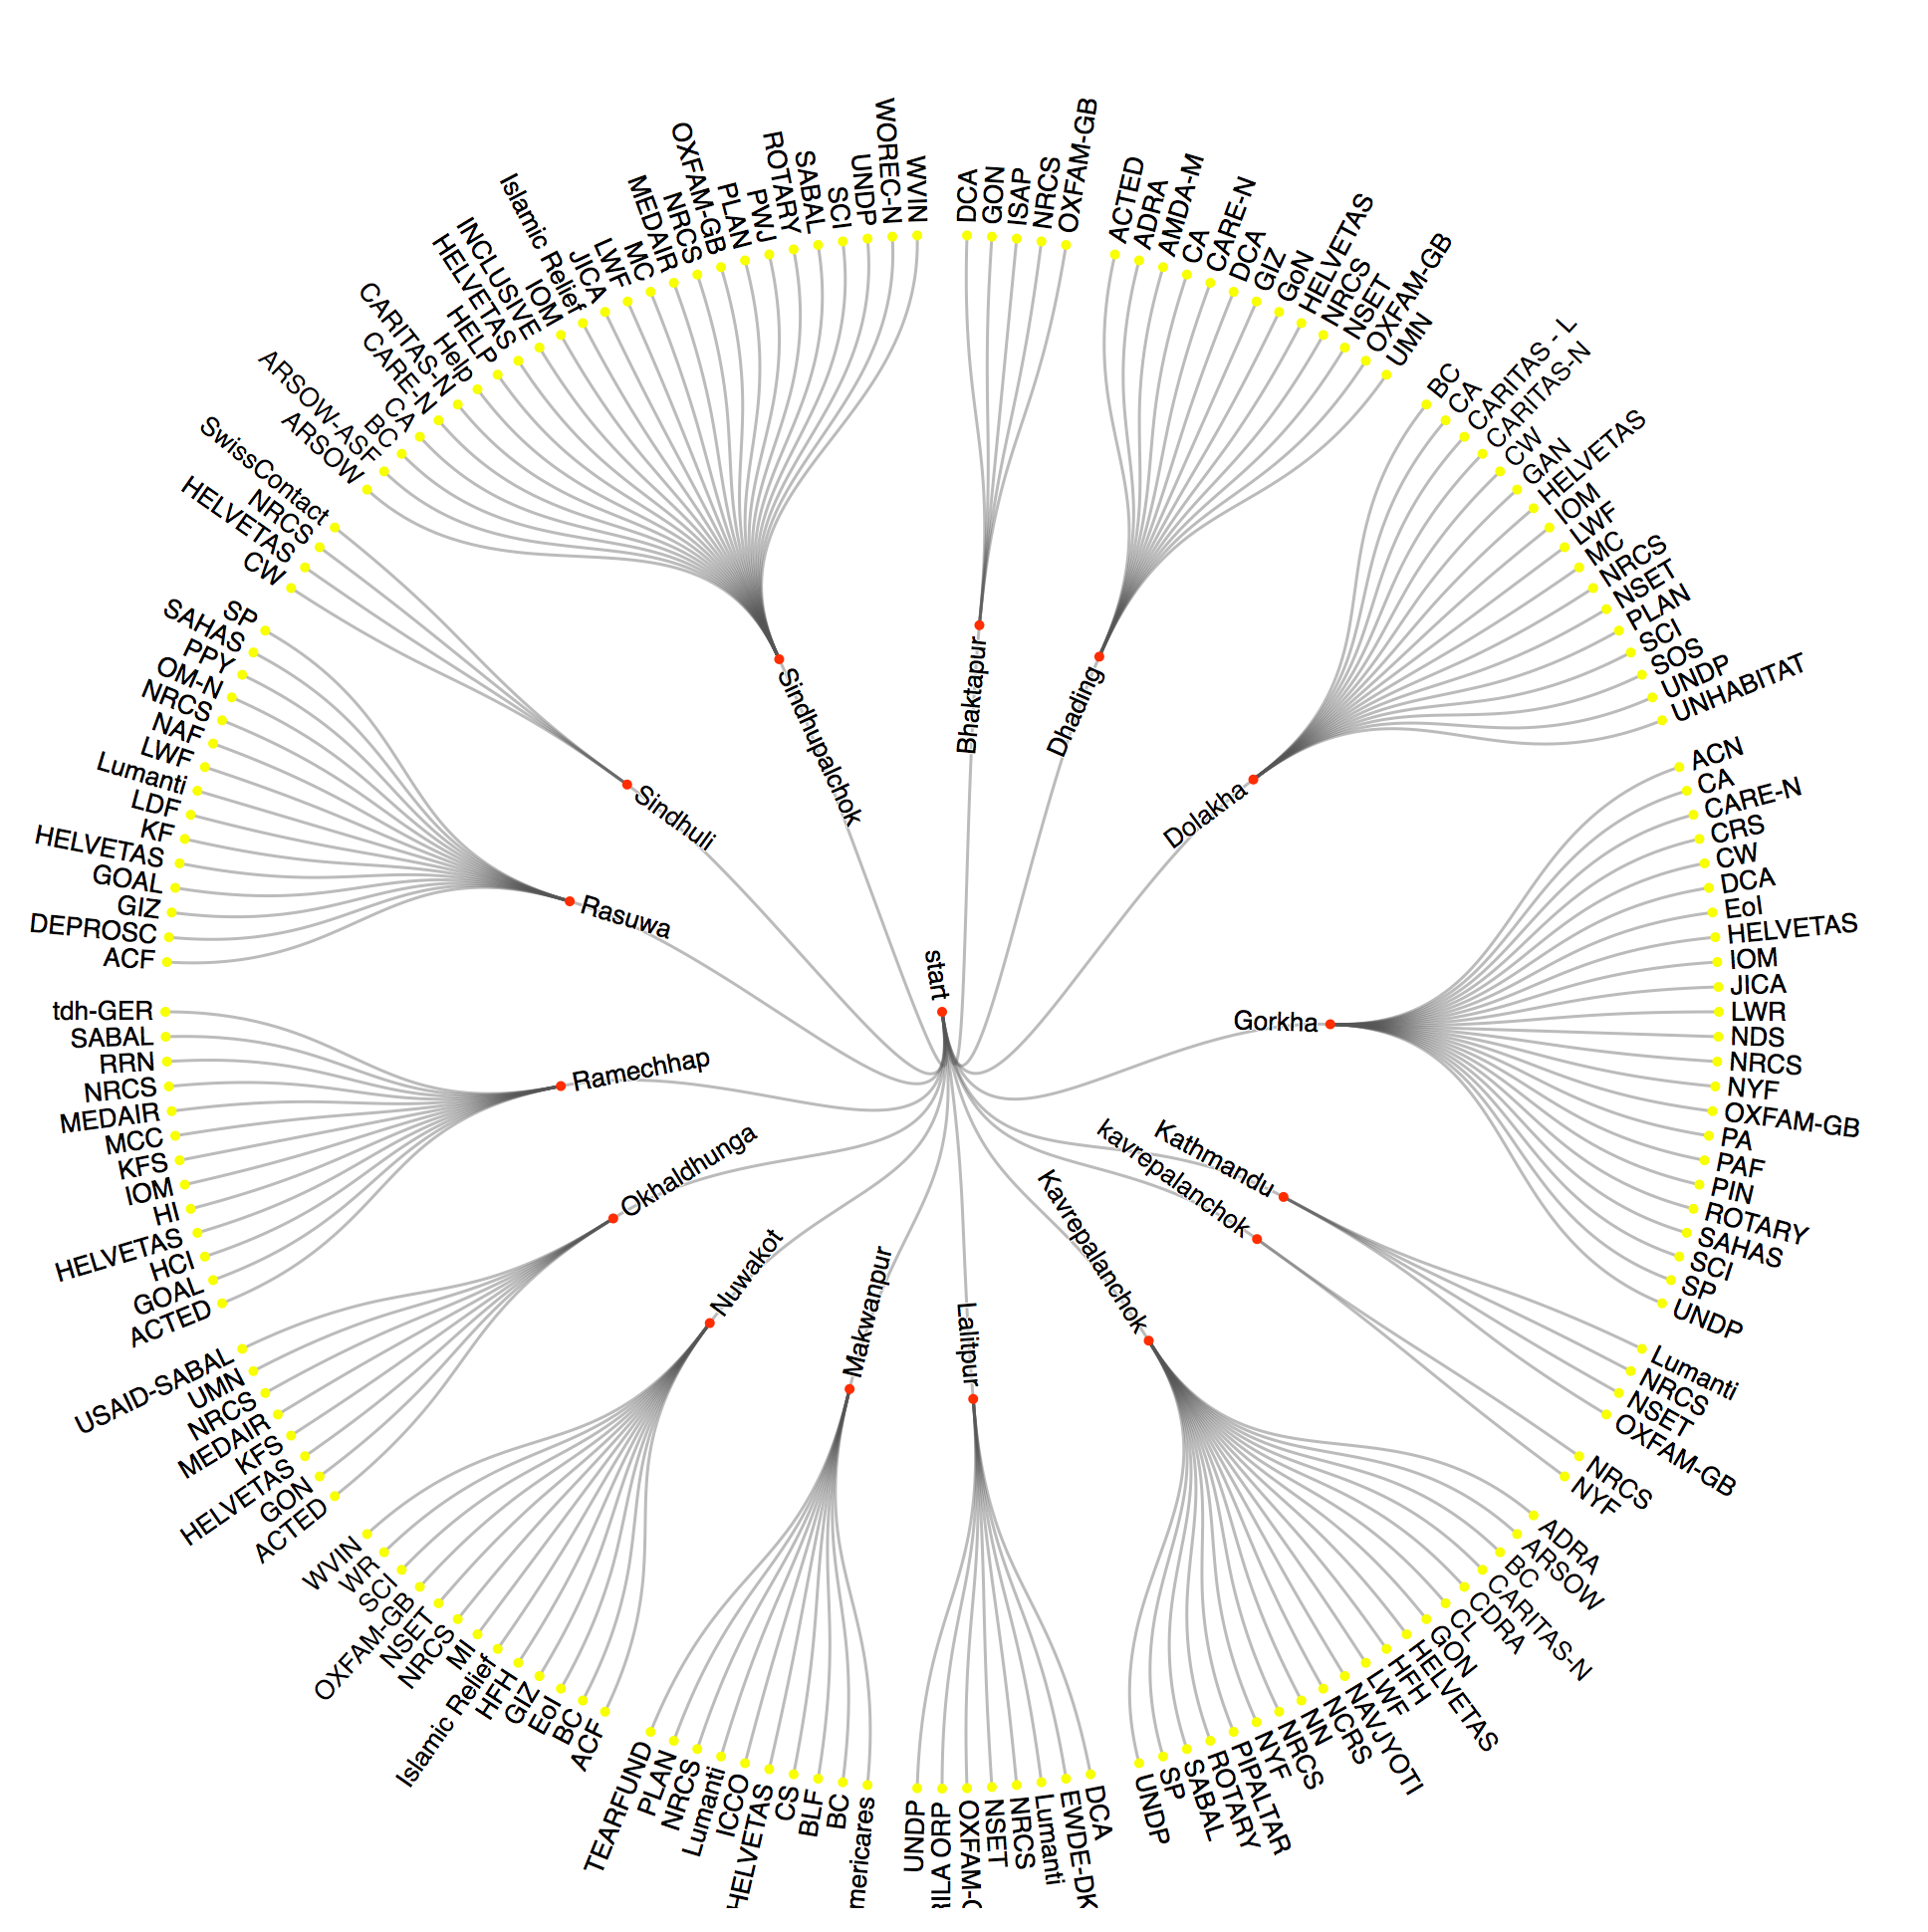 start
Bhaktapur
DCA
GON
ISAP
NRCS
OXFAM-GB
Dhading
ACTED
ADRA
AMDA-M
CA
CARE-N
DCA
GIZ
GoN
HELVETAS
NRCS
NSET
OXFAM-GB
UMN
Dolakha
BC
CA
CARITAS - L
CARITAS-N
CW
GAN
HELVETAS
IOM
LWF
MC
NRCS
NSET
PLAN
SCI
SOS
UNDP
UNHABITAT
Gorkha
ACN
CA
CARE-N
CRS
CW
DCA
EoI
HELVETAS
IOM
JICA
LWR
NDS
NRCS
NYF
OXFAM-GB
PA
PAF
PIN
ROTARY
SAHAS
SCI
SP
UNDP
Kathmandu
Lumanti
NRCS
NSET
OXFAM-GB
kavrepalanchok
NRCS
NYF
Kavrepalanchok
ADRA
ARSOW
BC
CARITAS-N
CDRA
CL
GON
HELVETAS
HFH
LWF
NAVJYOTI
NCRS
NN
NRCS
NYF
PIPALTAR
ROTARY
SABAL
SP
UNDP
Lalitpur
DCA
EWDE-DK
Lumanti
NRCS
NSET
OXFAM-G
RILA ORP
UNDP
Makwanpur
mericares
BC
BLF
CS
HELVETAS
ICCO
Lumanti
NRCS
PLAN
TEARFUND
Nuwakot
ACF
BC
EoI
GIZ
HFH
Islamic Relief
MI
NRCS
NSET
OXFAM-GB
SCI
WR
WVIN
Okhaldhunga
ACTED
GON
HELVETAS
KFS
MEDAIR
NRCS
UMN
USAID-SABAL
Ramechhap
ACTED
GOAL
HCI
HELVETAS
HI
IOM
KFS
MCC
MEDAIR
NRCS
RRN
SABAL
tdh-GER
Rasuwa
ACF
DEPROSC
GIZ
GOAL
HELVETAS
KF
LDF
Lumanti
LWF
NAF
NRCS
OM-N
PPY
SAHAS
SP
Sindhuli
CW
HELVETAS
NRCS
SwissContact
Sindhupalchok
ARSOW
ARSOW-ASF
BC
CA
CARE-N
CARITAS-N
Help
HELP
HELVETAS
INCLUSIVE
IOM
Islamic Relief
JICA
LWF
MC
MEDAIR
NRCS
OXFAM-GB
PLAN
PWJ
ROTARY
SABAL
SCI
UNDP
WOREC-N
WVIN